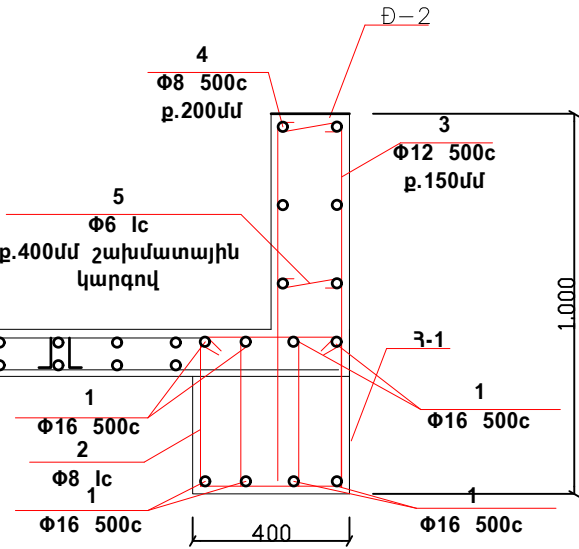 Ð-2
4
Φ8 500c
ք.200մմ
3
Φ12 500c
ք.150մմ
5
Φ6 Ic
ք.400մմ շախմատային
կարգով
1.000
Ֆ-1
1
Φ16 500c
1
Φ16 500c
2
Φ8 Ic
1
Φ16 500c
1
Φ16 500c
400